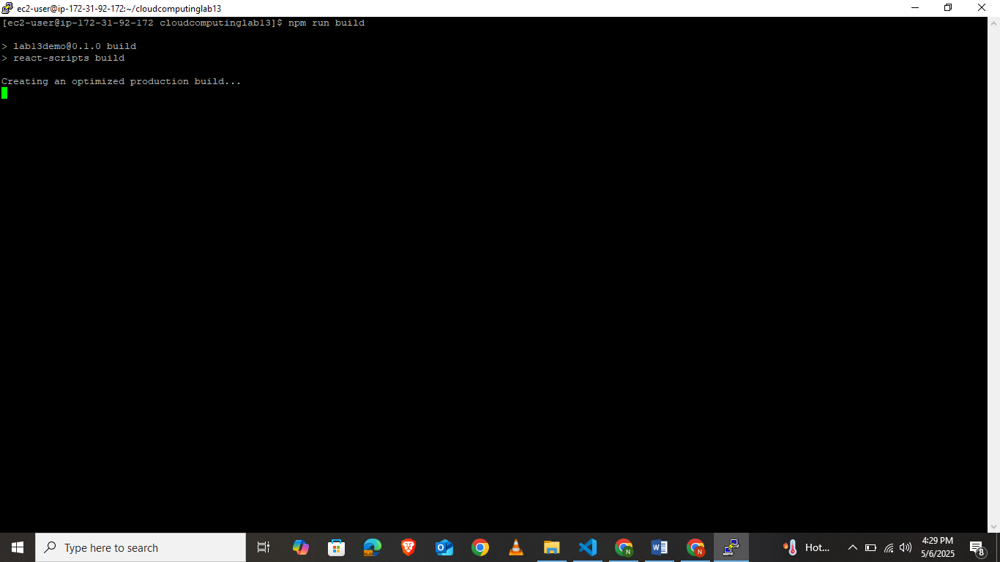 ec2-user@ip-172-31-92-172:~/cloudcomputinglab13
[ec2-user@ip-172-31-92-172 cloudcomputinglab13]$ npm run build
> lab13demo@0.1.0 build
> react-scripts build
Creating an optimized production build...
Type here to search
Hot...
4:29 PM
5/6/2025
8